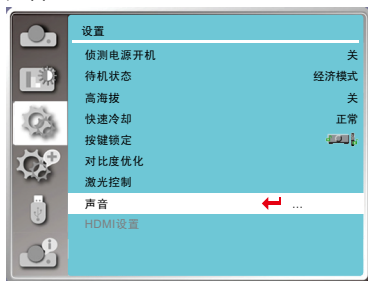 设置
侦测电源开机 关
待机状态 经济模式
高海拔 关
快速冷却 正常
按键锁定
对比度优化
激光控制
声音 ...
HDMI设置